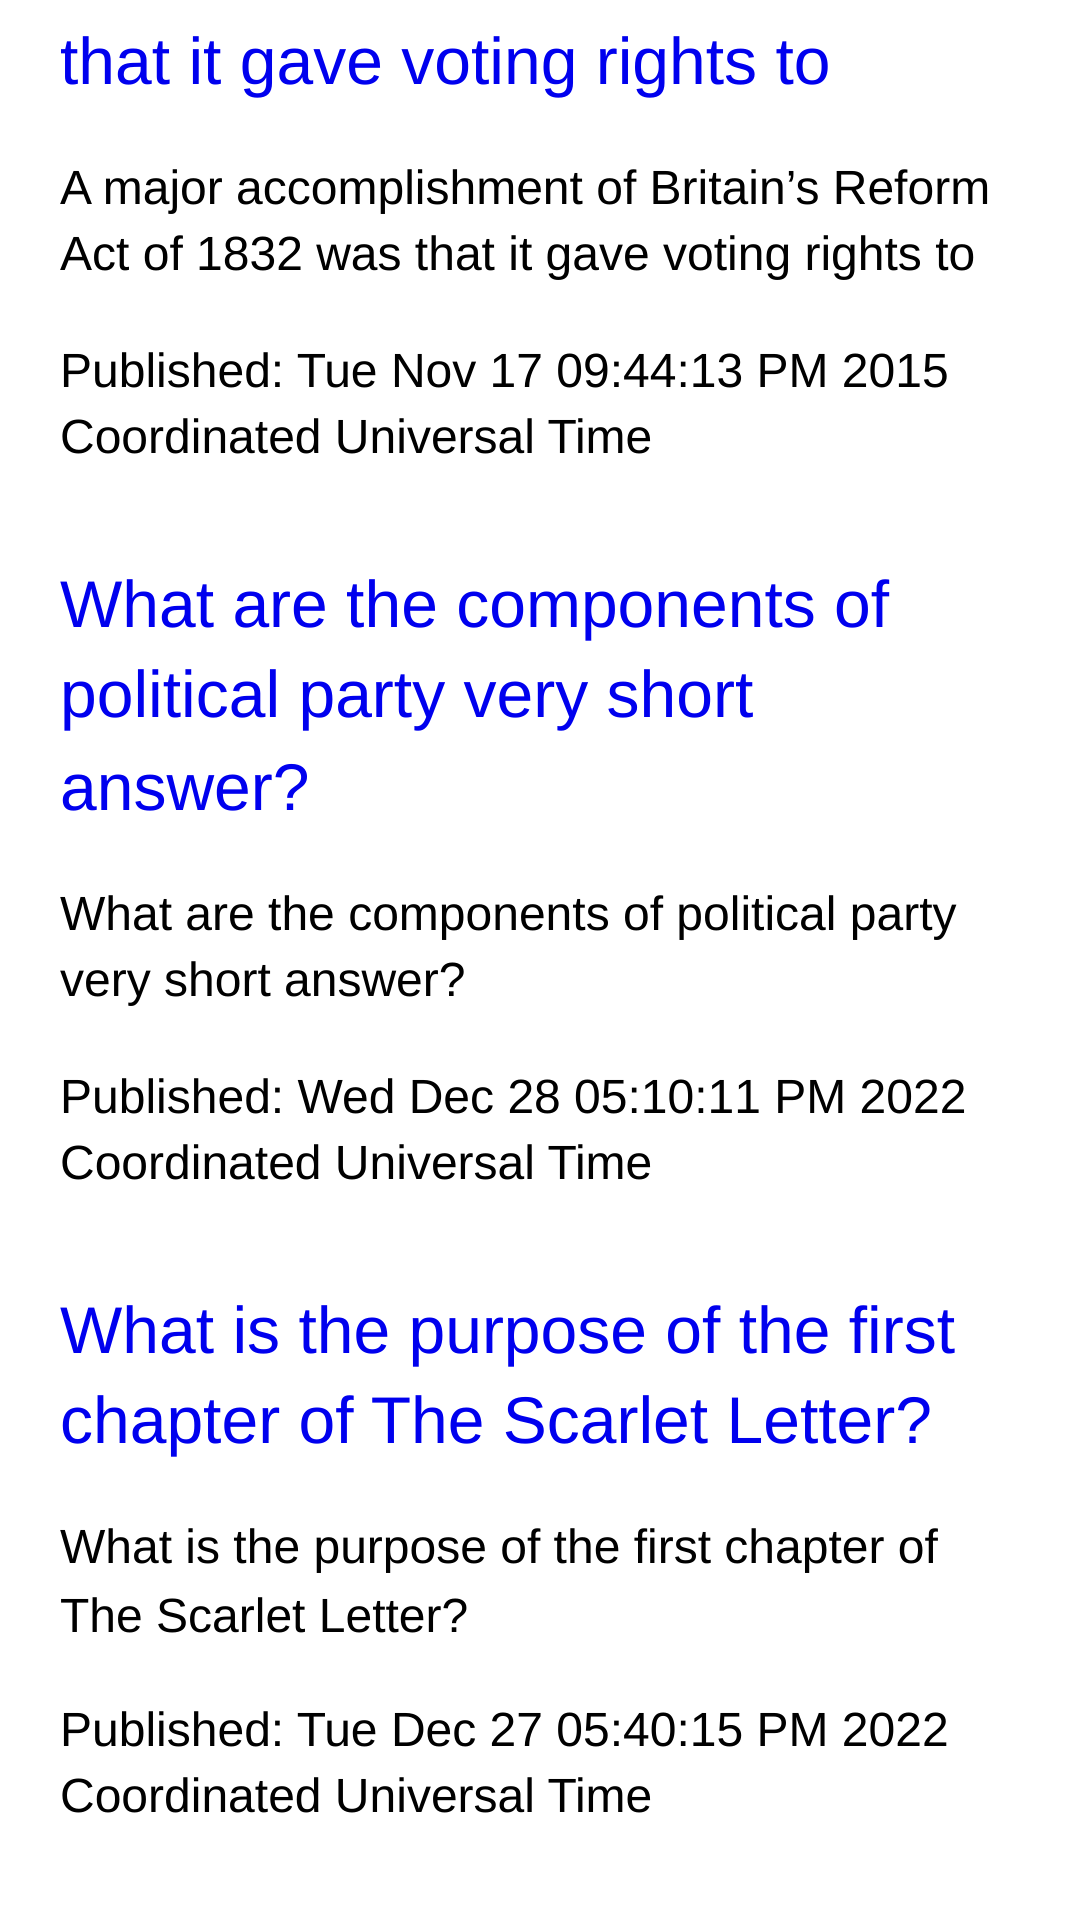 that it gave voting rights to
A major accomplishment of Britain’s Reform
Act of 1832 was that it gave voting rights to
Published: Tue Nov 17 09:44:13 PM 2015
Coordinated Universal Time
What are the components of
political party very short
answer?
What are the components of political party
very short answer?
Published: Wed Dec 28 05:10:11 PM 2022
Coordinated Universal Time
What is the purpose of the first
chapter of The Scarlet Letter?
What is the purpose of the first chapter of
The Scarlet Letter?
Published: Tue Dec 27 05:40:15 PM 2022
Coordinated Universal Time